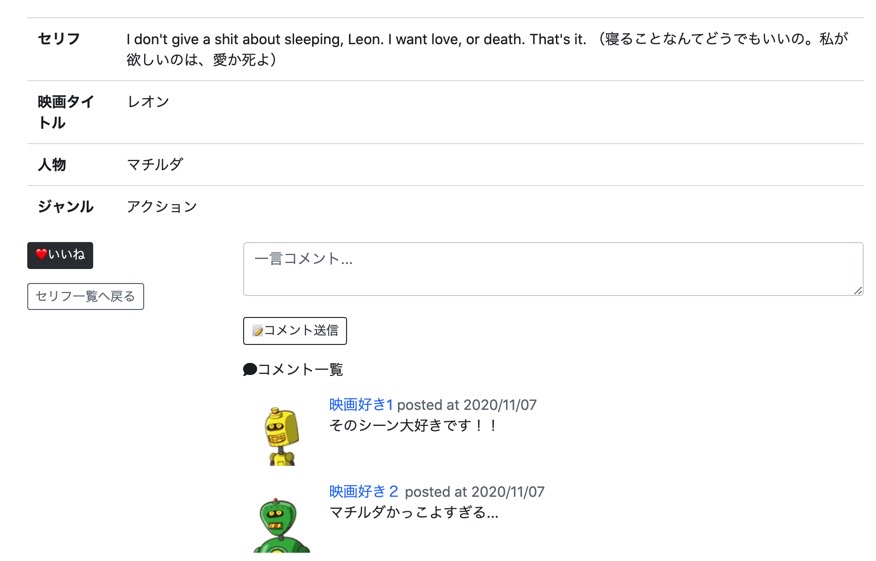 セリフ
I don't give a shit about sleeping, Leon. I want love, or death. That's it. （寝ることなんてどうでもいいの。私が
欲しいのは、愛か死よ）
映画タイ
トル
レオン
人物
マチルダ
ジャンル
アクション
❤️いいね
一言コメント...
セリフ一覧へ戻る
📝コメント送信
コメント一覧
映画好き1 posted at 2020/11/07
そのシーン大好きです！！
映画好き２ posted at 2020/11/07
マチルダかっこよすぎる...